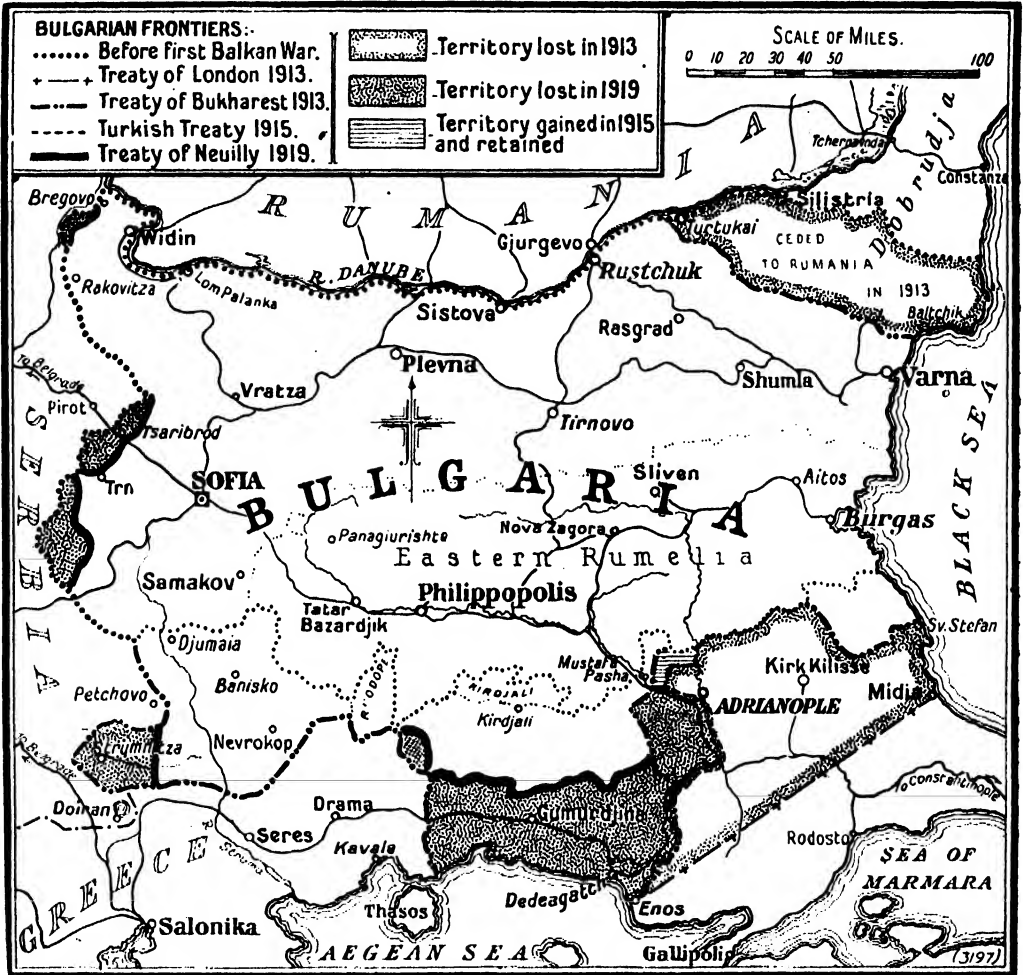 BULGARIAN FRONTIERS:-
Before first Balkan War.
Treaty of London 1913.
Treaty of Bukharest 1913.
Turkish Treaty 1915.
Treaty of Neuilly 1919.
Territory lost in 1913
Territory lost in 1919
Territory gained in 1915
and retained
SCALE OF MILES.
10 0 10 20 30 40 50 100
RUMANIA
Dobrudja
Constanza
Bregovo
Widin
Rakovitza
Lom Palanka
R. DANUBE
Gjurgevo
Rustchuk
Silistria
Turtukai
CEDED
TO RUMANIA
IN 1913
Baltchik
Sistova
Rasgrad
Plevna
Shumla
Varna
To Belgrade
Vratza
Pirot
Tsaribrod
Tirnovo
BLACK SEA
SERBIA
Trn
SOFIA
BULGARIA
Sliven
Aitos
Burgas
Panagiurishte
Nova Zagora
Eastern Rumelia
Samakov
Philippopolis
Tatar
Bazardjik
Djumaia
Sv. Stefan
Mustafa
Pasha
Kirk Kilisse
Midia
ADRIANOPLE
Petchovo
Banisko
KIRDJALI
Kirdjali
Strumnitza
Nevrokop
Doiran
Drama
Gumurdjina
To Constantinople
Seres
Kavala
Rodosto
GREECE
Dedeagatch
Enos
SEA OF
MARMARA
Thasos
Salonika
AEGEAN SEA
Gallipoli
(3197)